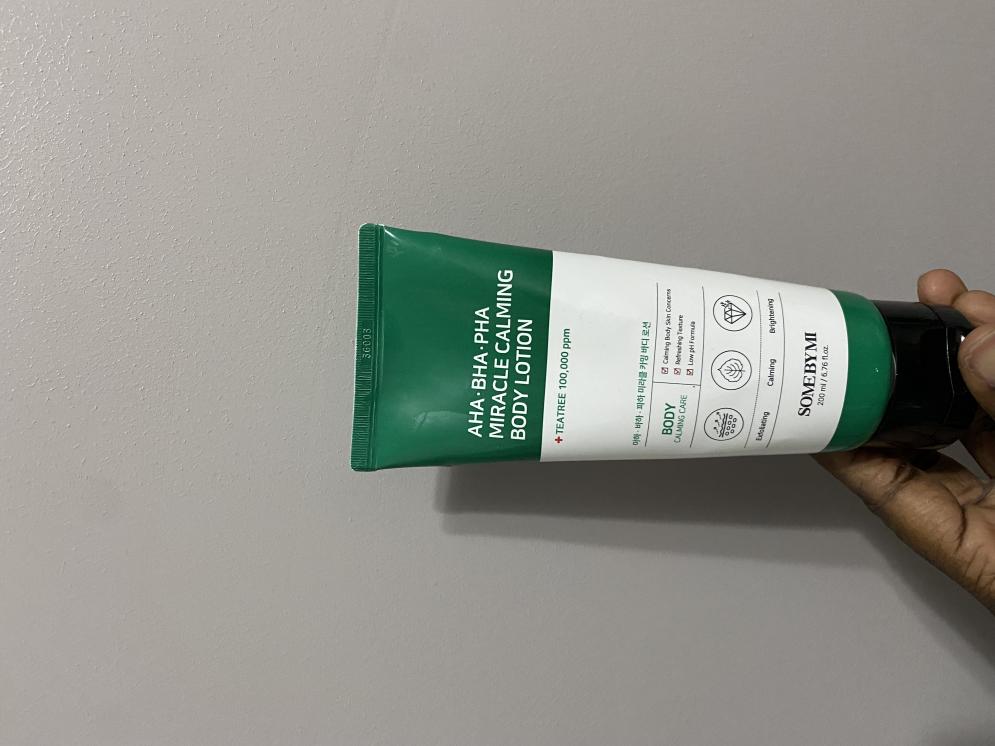 36003
AHA·BHA·PHA
MIRACLE CALMING
BODY LOTION
+TEATREE 100,000 ppm
아하·바하·파하 미라클 카밍 바디 로션
BODY
CALMING CARE
Calming Body Skin Concerns
Refreshing Texture
Low pH Formula
Exfoliating
Calming
Brightening
SOME BY MI
200 ml / 6.76 fl.oz.